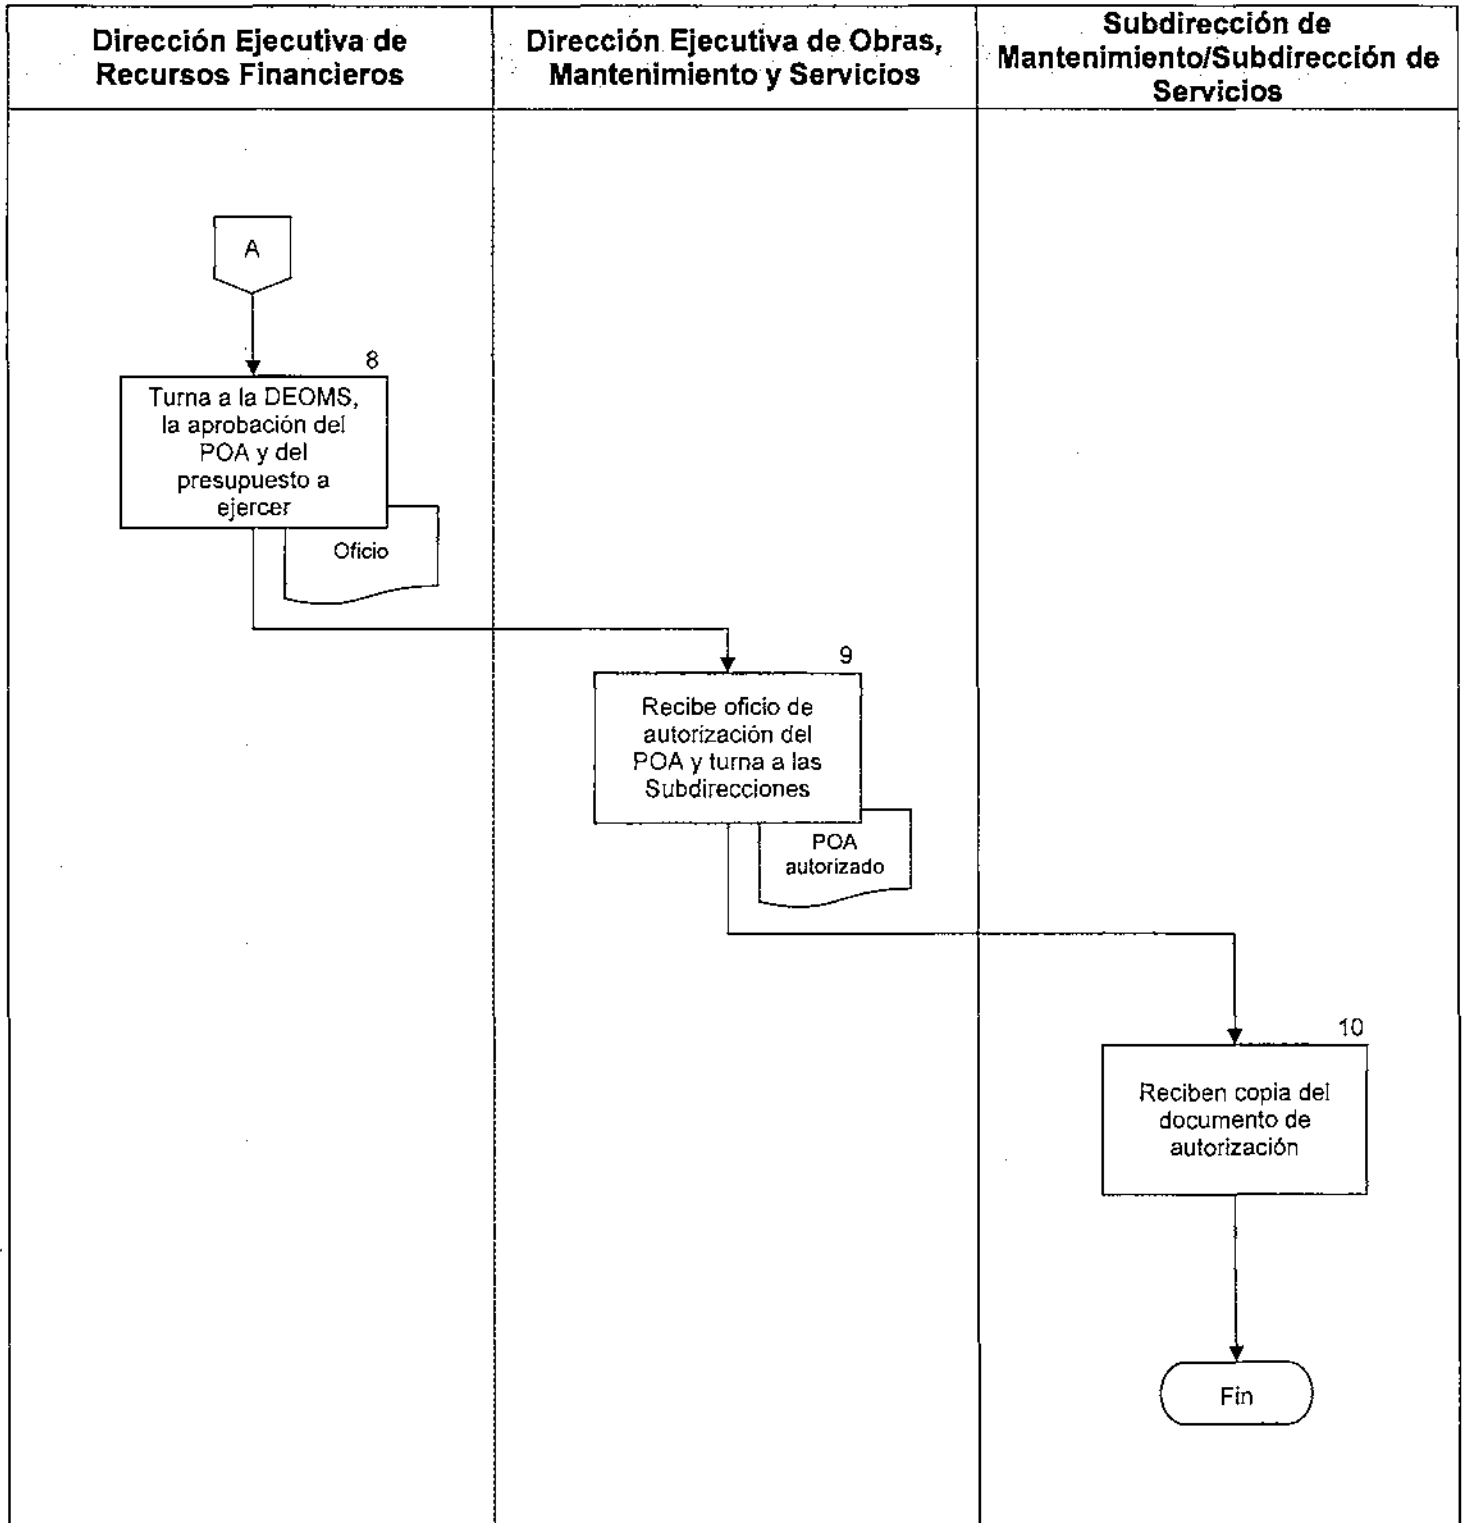 Dirección Ejecutiva de
Recursos Financieros
Dirección Ejecutiva de Obras,
Mantenimiento y Servicios
Subdirección de
Mantenimiento/Subdirección de
Servicios
A
8
Turna a la DEOMS,
la aprobación del
POA y del
presupuesto a
ejercer
Oficio
9
Recibe oficio de
autorización del
POA y turna a las
Subdirecciones
POA
autorizado
10
Reciben copia del
documento de
autorización
Fin